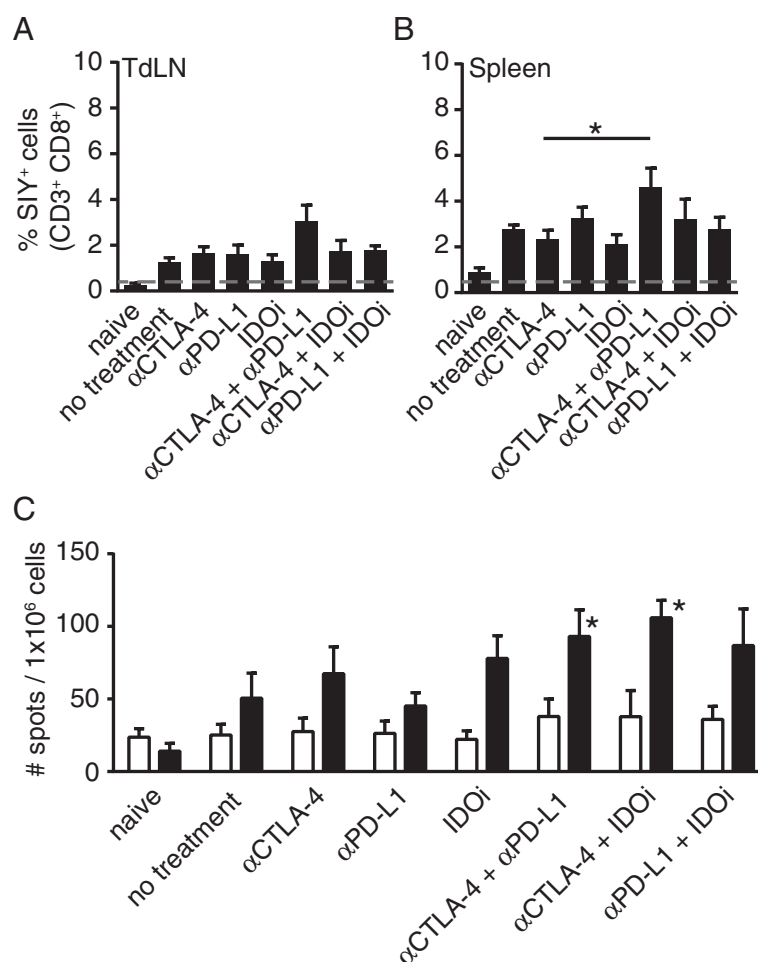 A
TdLN
% SIY⁺ cells
(CD3⁺ CD8⁺)
10
8
6
4
2
0
naive
no treatment
αCTLA-4
αPD-L1
IDOi
αCTLA-4 + αPD-L1
αCTLA-4 + IDOi
αPD-L1 + IDOi
B
Spleen
10
8
6
4
2
0
*
naive
no treatment
αCTLA-4
αPD-L1
IDOi
αCTLA-4 + αPD-L1
αCTLA-4 + IDOi
αPD-L1 + IDOi
C
# spots / 1x10⁶ cells
150
100
50
0
*
*
naive
no treatment
αCTLA-4
αPD-L1
IDOi
αCTLA-4 + αPD-L1
αCTLA-4 + IDOi
αPD-L1 + IDOi